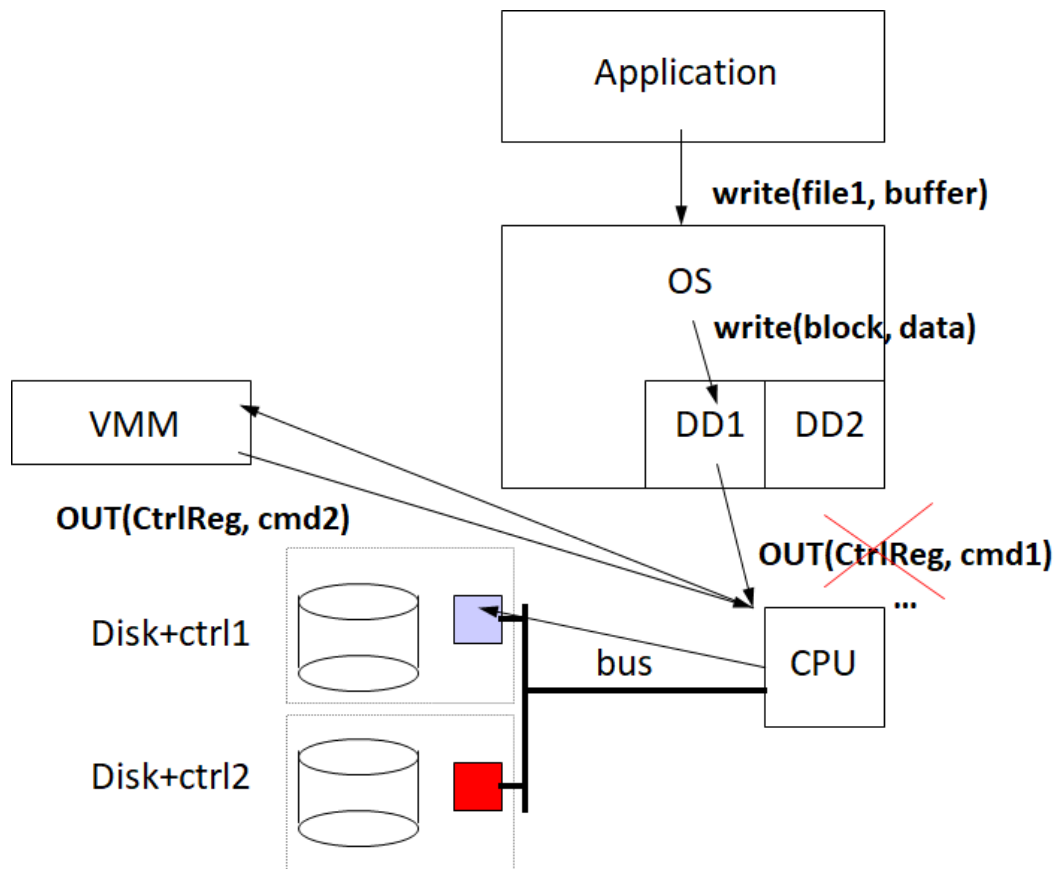 Application
write(file1, buffer)
OS
write(block, data)
VMM
DD1
DD2
OUT(CtrlReg, cmd2)
OUT(CtrlReg, cmd1)
...
Disk+ctrl1
bus
CPU
Disk+ctrl2